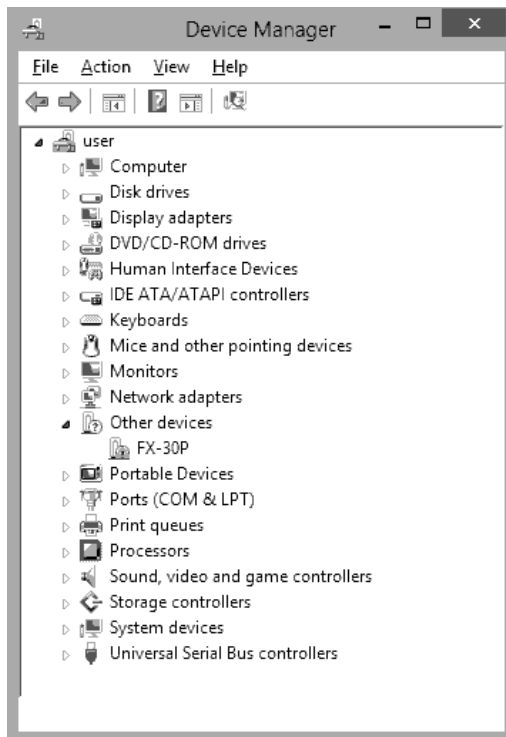 Device Manager
File Action View Help
user
Computer
Disk drives
Display adapters
DVD/CD-ROM drives
Human Interface Devices
IDE ATA/ATAPI controllers
Keyboards
Mice and other pointing devices
Monitors
Network adapters
Other devices
FX-30P
Portable Devices
Ports (COM & LPT)
Print queues
Processors
Sound, video and game controllers
Storage controllers
System devices
Universal Serial Bus controllers